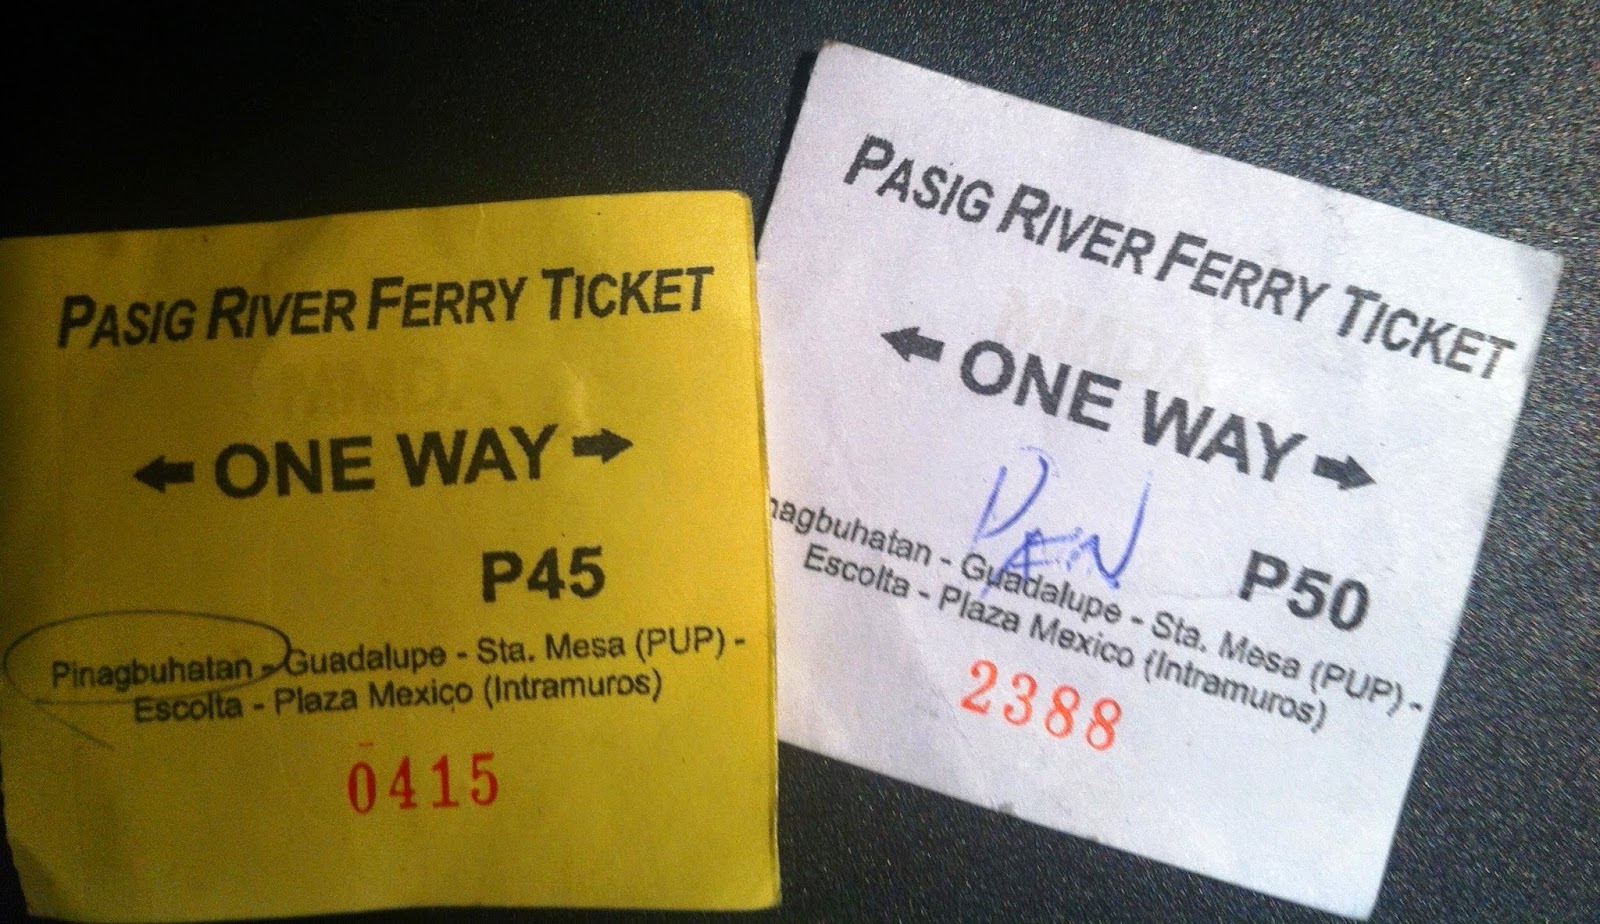 PASIG RIVER FERRY TICKET
← ONE WAY →
P45
Pinagbuhatan - Guadalupe - Sta. Mesa (PUP) -
Escolta - Plaza Mexico (Intramuros)
0415
PASIG RIVER FERRY TICKET
MMDA
← ONE WAY →
P50
nagbuhatan - Guadalupe - Sta. Mesa (PUP) -
Escolta - Plaza Mexico (Intramuros)
2388